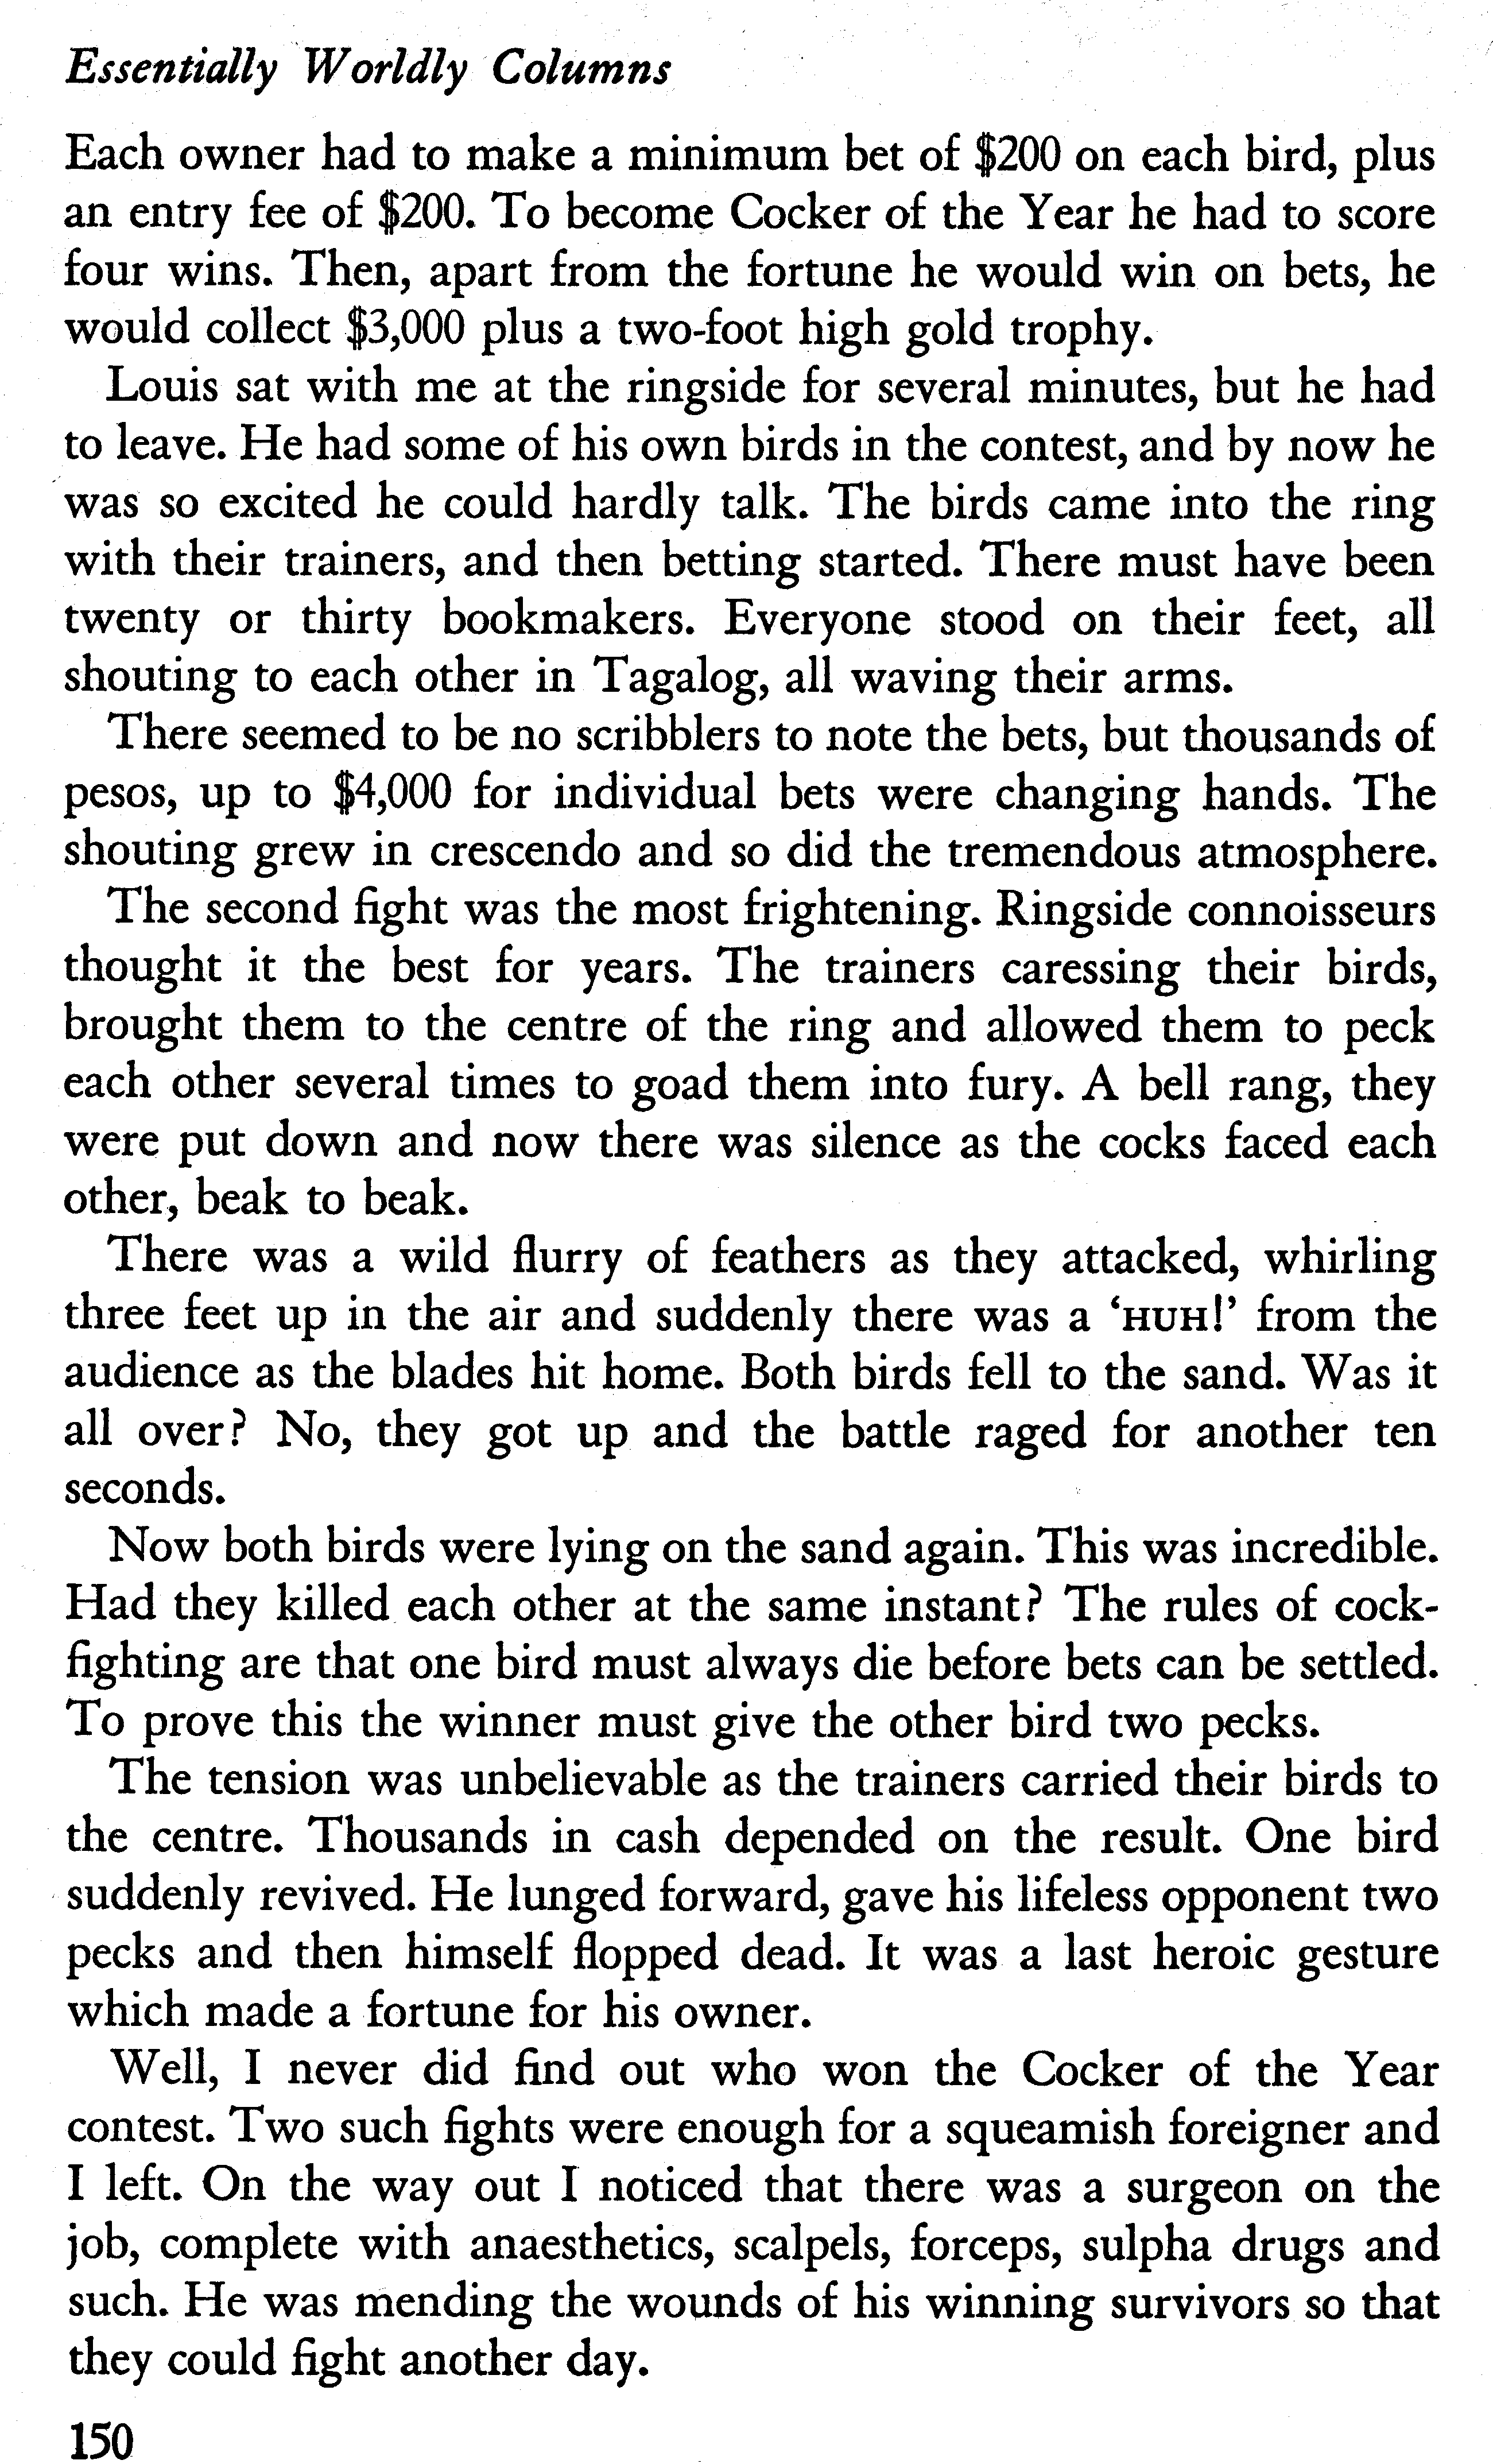 Essentially Worldly Columns
Each owner had to make a minimum bet of $200 on each bird, plus
an entry fee of $200. To become Cocker of the Year he had to score
four wins. Then, apart from the fortune he would win on bets, he
would collect $3,000 plus a two-foot high gold trophy.
Louis sat with me at the ringside for several minutes, but he had
to leave. He had some of his own birds in the contest, and by now he
was so excited he could hardly talk. The birds came into the ring
with their trainers, and then betting started. There must have been
twenty or thirty bookmakers. Everyone stood on their feet, all
shouting to each other in Tagalog, all waving their arms.
There seemed to be no scribblers to note the bets, but thousands of
pesos, up to $4,000 for individual bets were changing hands. The
shouting grew in crescendo and so did the tremendous atmosphere.
The second fight was the most frightening. Ringside connoisseurs
thought it the best for years. The trainers caressing their birds,
brought them to the centre of the ring and allowed them to peck
each other several times to goad them into fury. A bell rang, they
were put down and now there was silence as the cocks faced each
other, beak to beak.
There was a wild flurry of feathers as they attacked, whirling
three feet up in the air and suddenly there was a ‘HUH!’ from the
audience as the blades hit home. Both birds fell to the sand. Was it
all over? No, they got up and the battle raged for another ten
seconds.
Now both birds were lying on the sand again. This was incredible.
Had they killed each other at the same instant? The rules of cock-
fighting are that one bird must always die before bets can be settled.
To prove this the winner must give the other bird two pecks.
The tension was unbelievable as the trainers carried their birds to
the centre. Thousands in cash depended on the result. One bird
suddenly revived. He lunged forward, gave his lifeless opponent two
pecks and then himself flopped dead. It was a last heroic gesture
which made a fortune for his owner.
Well, I never did find out who won the Cocker of the Year
contest. Two such fights were enough for a squeamish foreigner and
I left. On the way out I noticed that there was a surgeon on the
job, complete with anaesthetics, scalpels, forceps, sulpha drugs and
such. He was mending the wounds of his winning survivors so that
they could fight another day.
150